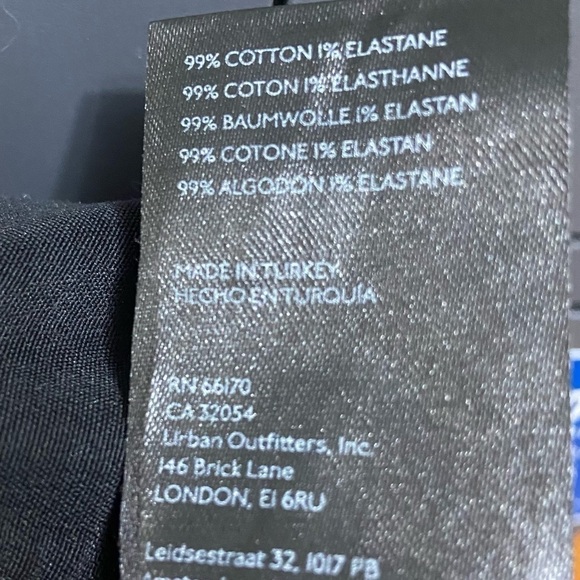 99% COTTON 1% ELASTANE
99% COTON 1% ELASTHANNE
99% BAUMWOLLE 1% ELASTAN
99% COTONE 1% ELASTAN
99% ALGODÓN 1% ELASTANE
MADE IN TURKEY
HECHO EN TURQUÍA
RN 66170
CA 32054
Urban Outfitters, Inc.
146 Brick Lane
LONDON, E1 6RU
Leidsestraat 32, 1017 PB